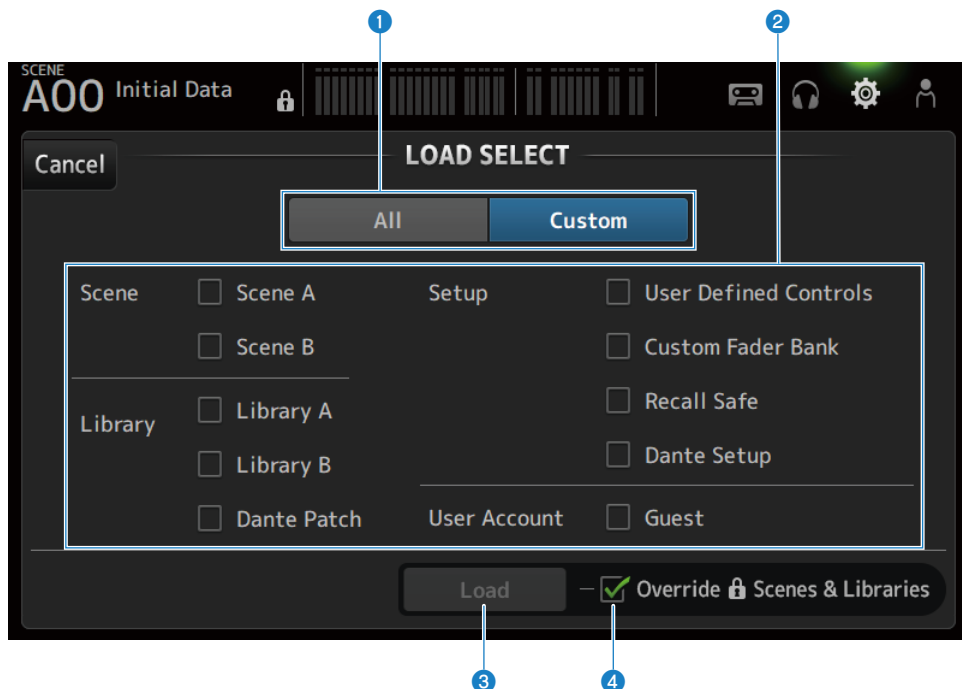 1 2
SCENE
A00 Initial Data
Cancel LOAD SELECT
All Custom
Scene Scene A Setup User Defined Controls
Scene B Custom Fader Bank
Library Library A Recall Safe
Library B Dante Setup
Dante Patch User Account Guest
Load Override Scenes & Libraries
3 4